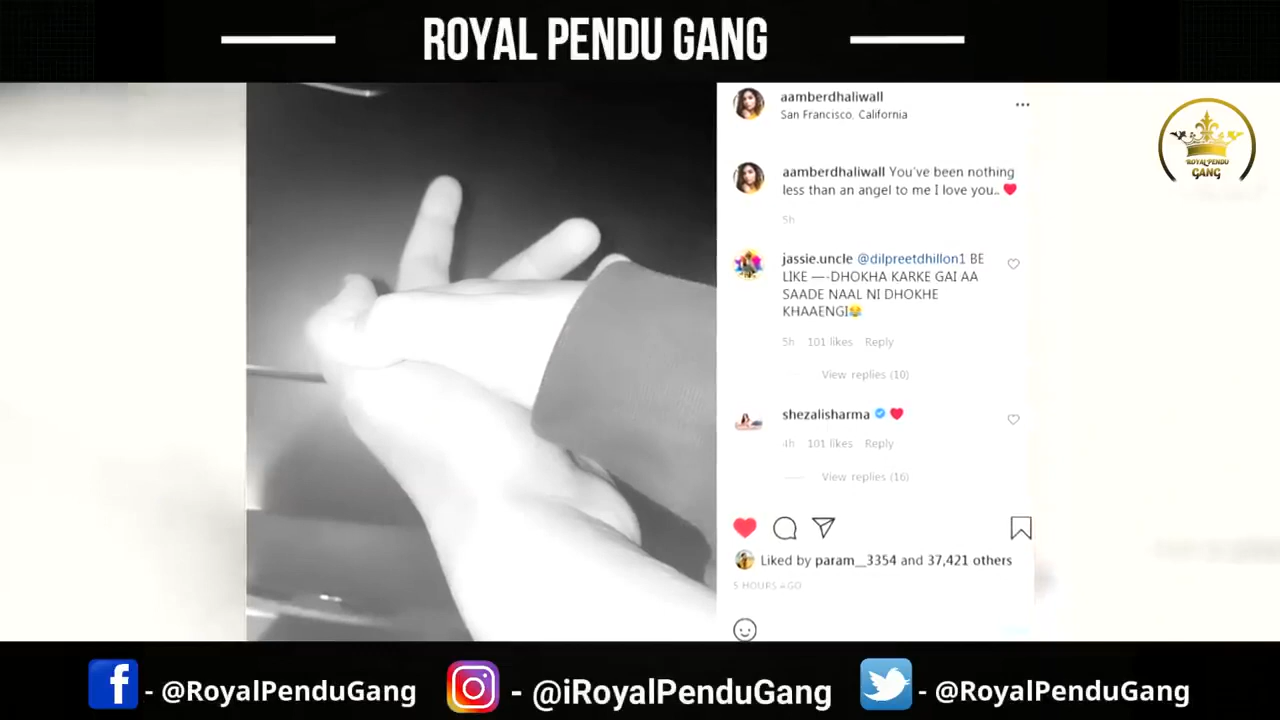 ROYAL PENDU GANG
aamberdhaliwall
San Francisco, California
ROYAL PENDU
GANG
aamberdhaliwall You've been nothing
less than an angel to me I love you.. ❤️
5h
jassie.uncle @dilpreetdhillon1 BE
LIKE —-DHOKHA KARKE GAI AA
SAADE NAAL NI DHOKHE
KHAAENGI😂
5h 101 likes Reply
View replies (10)
shezalisharma ❤️
4h 101 likes Reply
View replies (16)
Liked by param__3354 and 37,421 others
5 HOURS AGO
- @RoyalPenduGang - @iRoyalPenduGang - @RoyalPenduGang